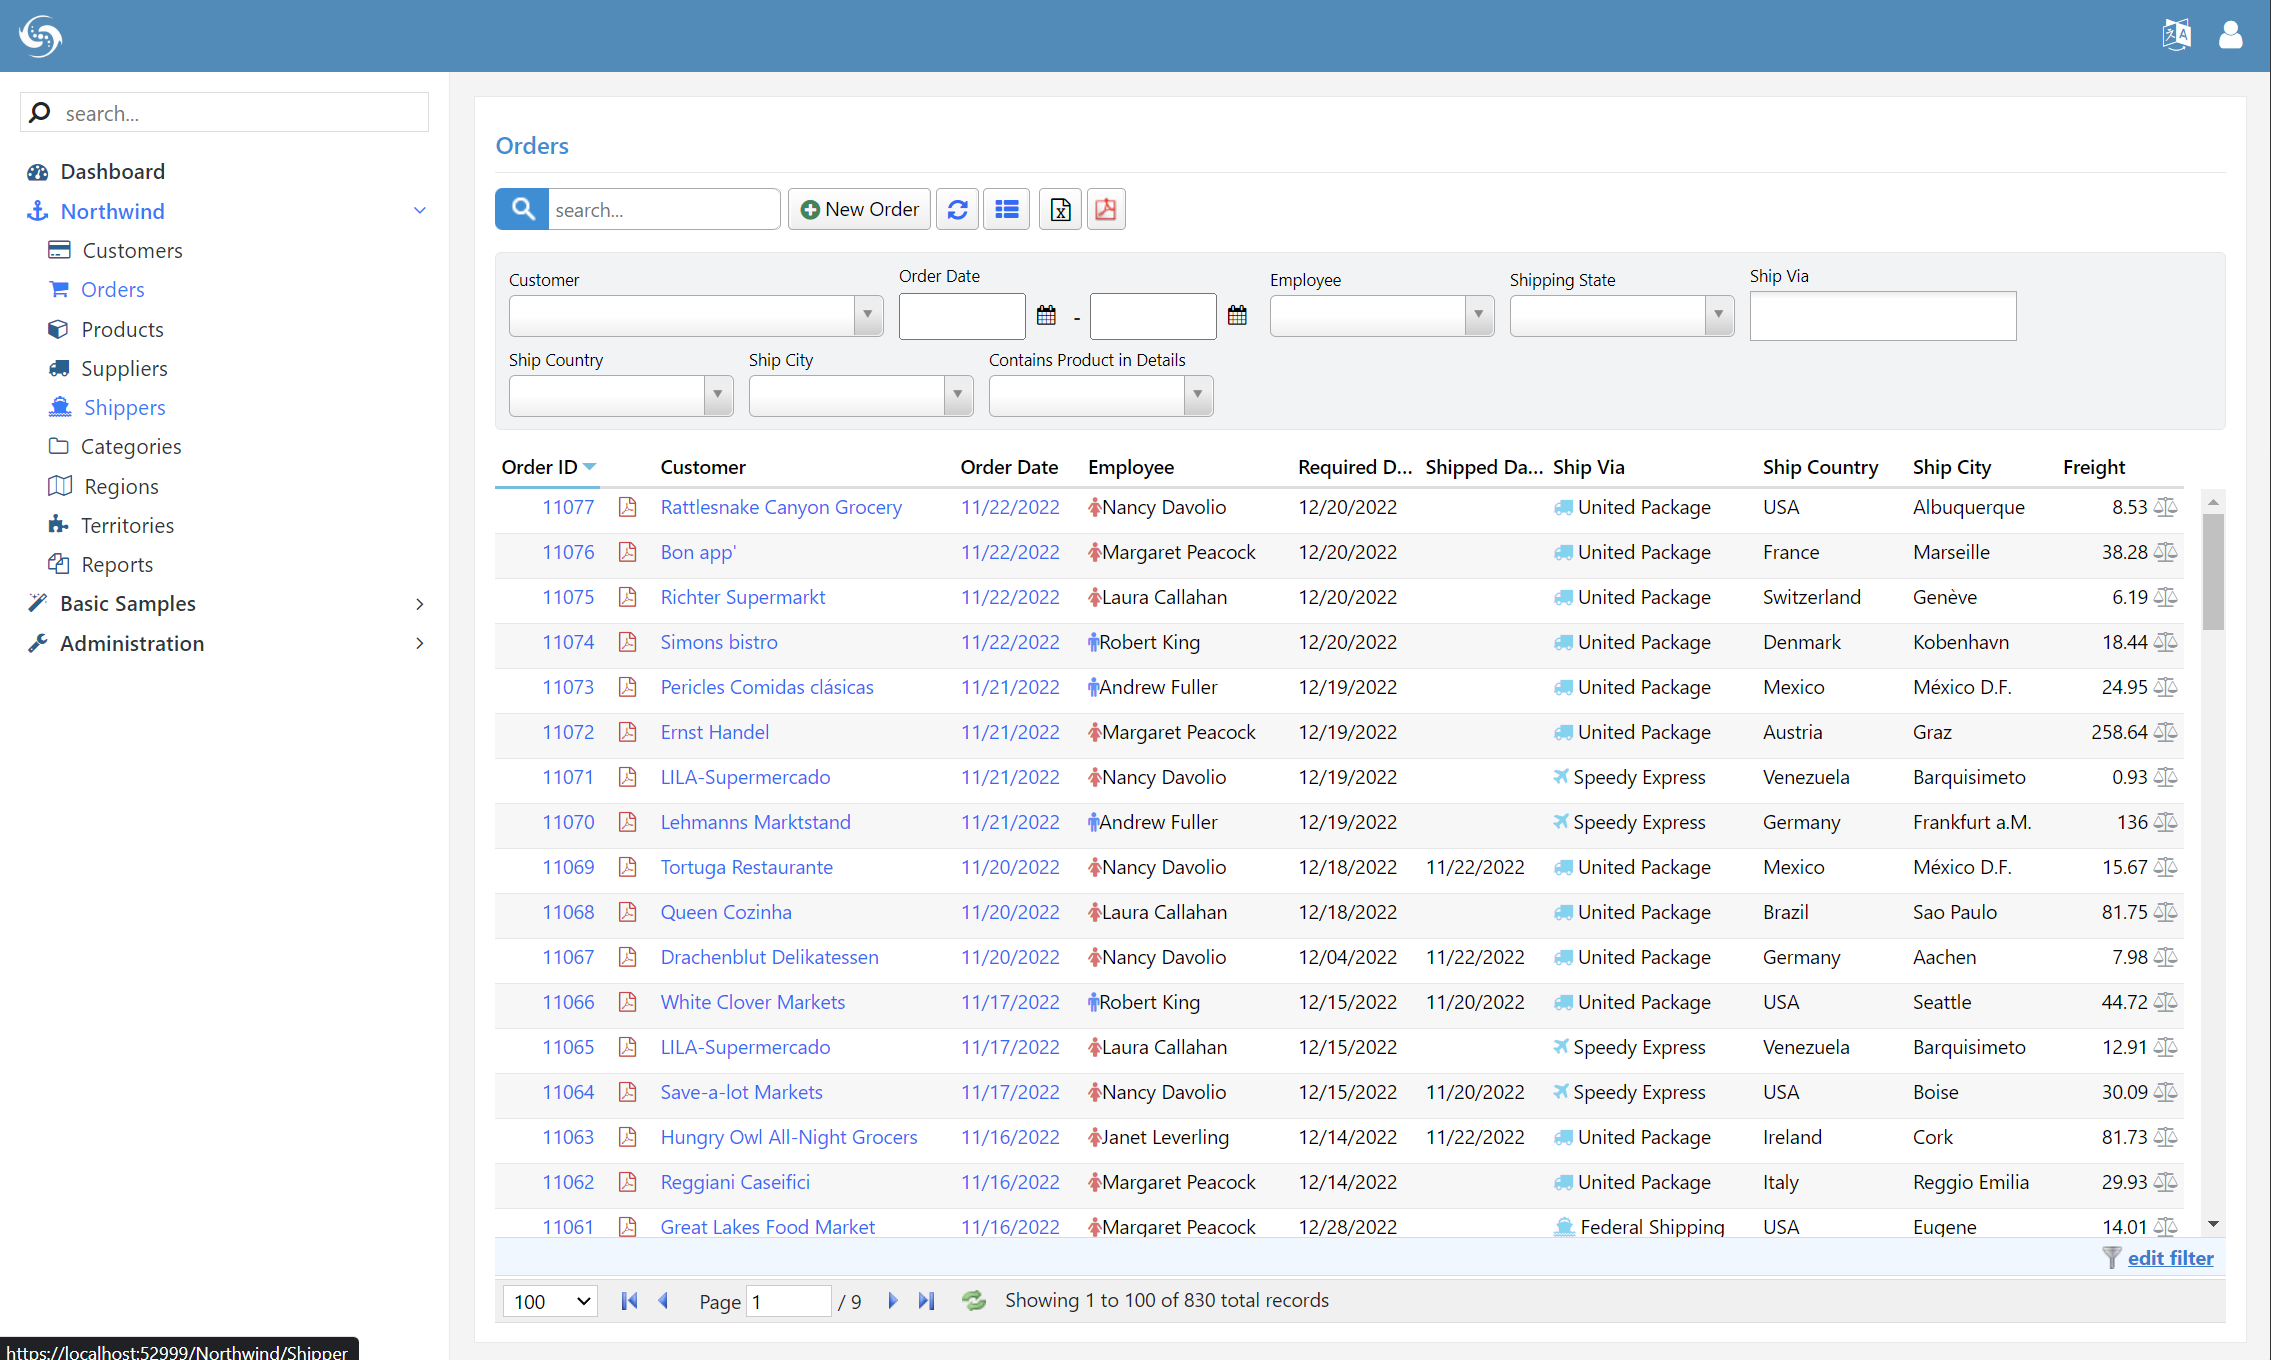 search...
Dashboard
Northwind
Customers
Orders
Products
Suppliers
Shippers
Categories
Regions
Territories
Reports
Basic Samples
Administration
Orders
search... New Order
Customer Order Date Employee Shipping State Ship Via
-
Ship Country Ship City Contains Product in Details
Order ID Customer Order Date Employee Required D... Shipped Da... Ship Via Ship Country Ship City Freight
11077 Rattlesnake Canyon Grocery 11/22/2022 Nancy Davolio 12/20/2022 United Package USA Albuquerque 8.53
11076 Bon app' 11/22/2022 Margaret Peacock 12/20/2022 United Package France Marseille 38.28
11075 Richter Supermarkt 11/22/2022 Laura Callahan 12/20/2022 United Package Switzerland Genève 6.19
11074 Simons bistro 11/22/2022 Robert King 12/20/2022 United Package Denmark Kobenhavn 18.44
11073 Pericles Comidas clásicas 11/21/2022 Andrew Fuller 12/19/2022 United Package Mexico México D.F. 24.95
11072 Ernst Handel 11/21/2022 Margaret Peacock 12/19/2022 United Package Austria Graz 258.64
11071 LILA-Supermercado 11/21/2022 Nancy Davolio 12/19/2022 Speedy Express Venezuela Barquisimeto 0.93
11070 Lehmanns Marktstand 11/21/2022 Andrew Fuller 12/19/2022 Speedy Express Germany Frankfurt a.M. 136
11069 Tortuga Restaurante 11/20/2022 Nancy Davolio 12/18/2022 11/22/2022 United Package Mexico México D.F. 15.67
11068 Queen Cozinha 11/20/2022 Laura Callahan 12/18/2022 United Package Brazil Sao Paulo 81.75
11067 Drachenblut Delikatessen 11/20/2022 Nancy Davolio 12/04/2022 11/22/2022 United Package Germany Aachen 7.98
11066 White Clover Markets 11/17/2022 Robert King 12/15/2022 11/20/2022 United Package USA Seattle 44.72
11065 LILA-Supermercado 11/17/2022 Laura Callahan 12/15/2022 Speedy Express Venezuela Barquisimeto 12.91
11064 Save-a-lot Markets 11/17/2022 Nancy Davolio 12/15/2022 11/20/2022 Speedy Express USA Boise 30.09
11063 Hungry Owl All-Night Grocers 11/16/2022 Janet Leverling 12/14/2022 11/22/2022 United Package Ireland Cork 81.73
11062 Reggiani Caseifici 11/16/2022 Margaret Peacock 12/14/2022 United Package Italy Reggio Emilia 29.93
11061 Great Lakes Food Market 11/16/2022 Margaret Peacock 12/28/2022 Federal Shipping USA Eugene 14.01
edit filter
100 Page 1 / 9 Showing 1 to 100 of 830 total records
https://localhost:52999/Northwind/Shipper